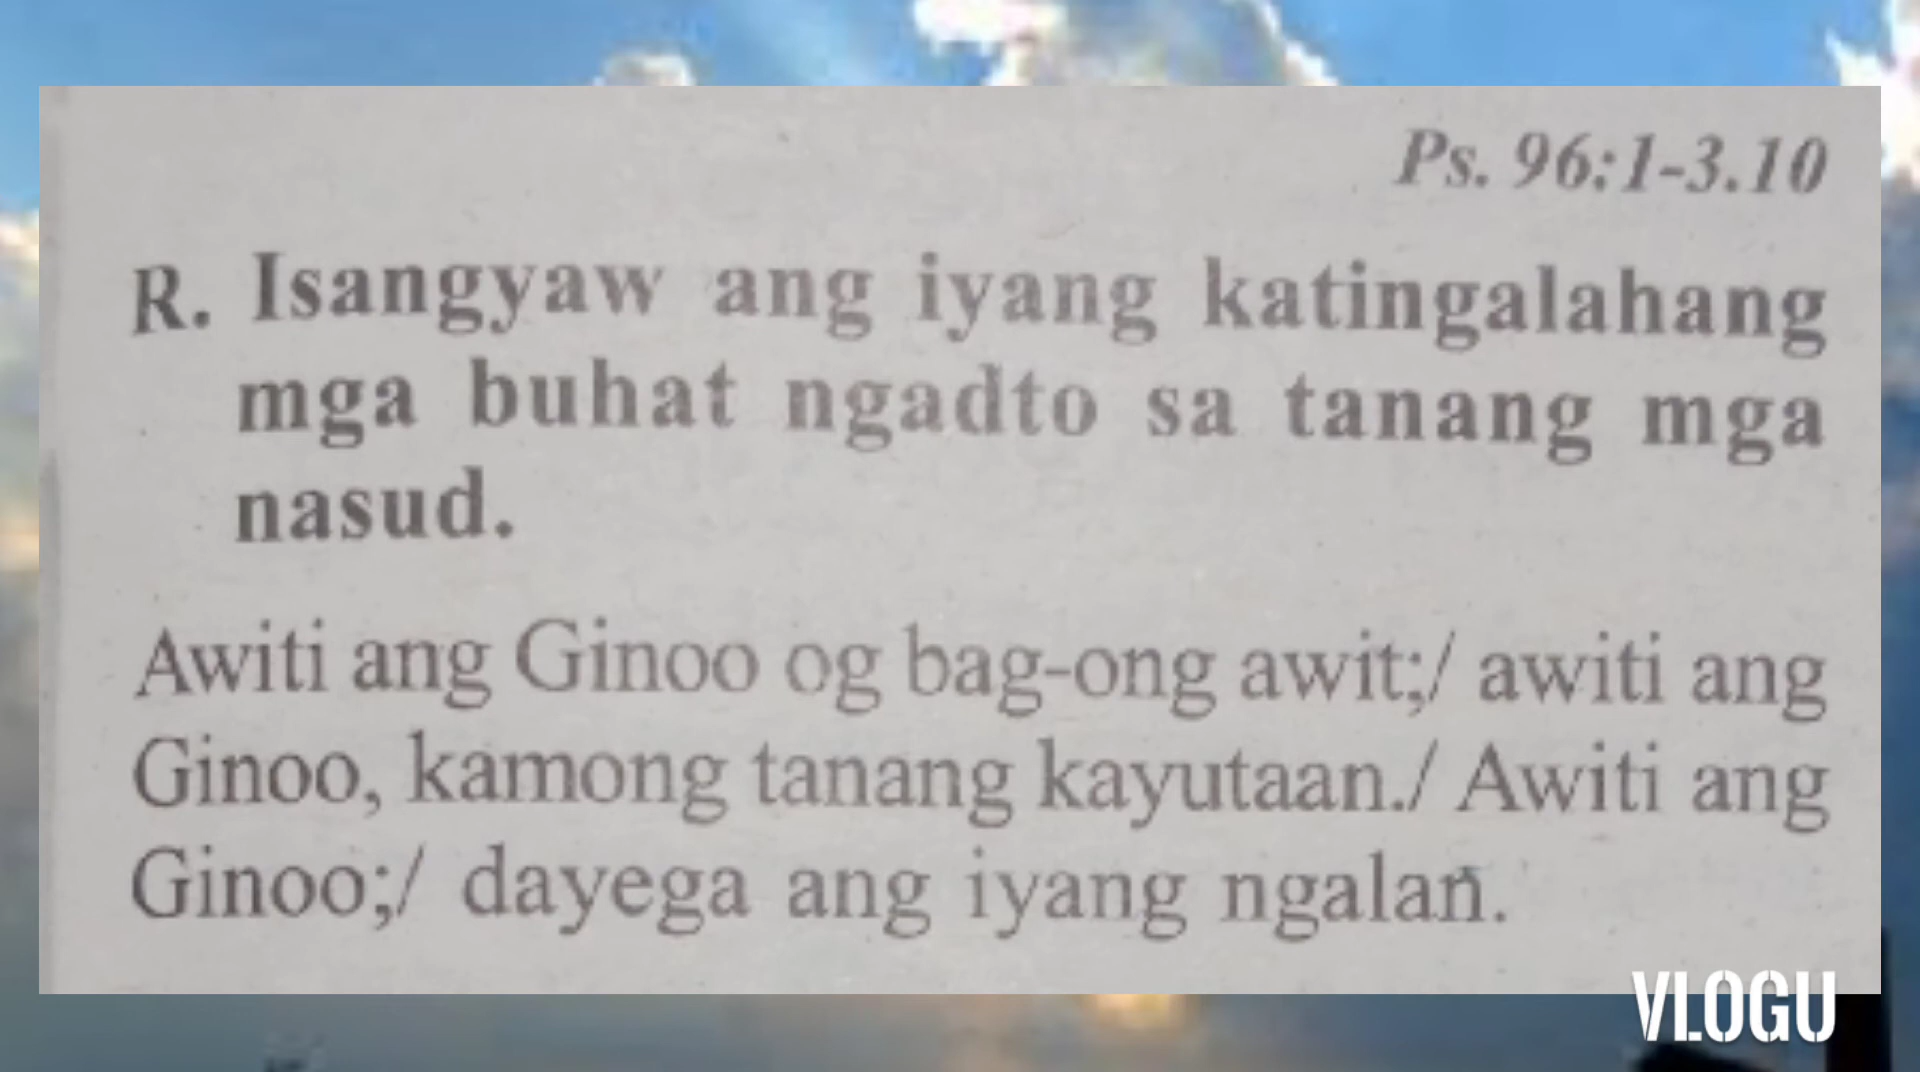 Ps. 96:1-3.10
R. Isangyaw ang iyang katingalahang
mga buhat ngadto sa tanang mga
nasud.
Awiti ang Ginoo og bag-ong awit;/ awiti ang
Ginoo, kamong tanang kayutaan./ Awiti ang
Ginoo;/ dayega ang iyang ngalan.
VLOGU